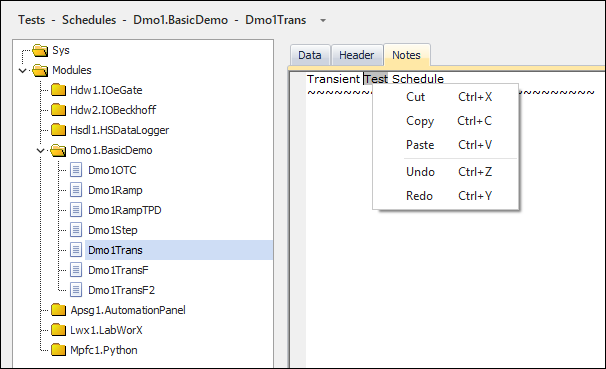 Tests - Schedules - Dmo1.BasicDemo - Dmo1Trans
Sys
Modules
Hdw1.IOeGate
Hdw2.IOBeckhoff
Hsdl1.HSDataLogger
Dmo1.BasicDemo
Dmo1OTC
Dmo1Ramp
Dmo1RampTPD
Dmo1Step
Dmo1Trans
Dmo1TransF
Dmo1TransF2
Apsg1.AutomationPanel
Lwx1.LabWorX
Mpfc1.Python
Data Header Notes
Transient Test Schedule
~~~~~~~~~~~~~~~~~~~~~~~~~~~~~~~~
Cut Ctrl+X
Copy Ctrl+C
Paste Ctrl+V
Undo Ctrl+Z
Redo Ctrl+Y